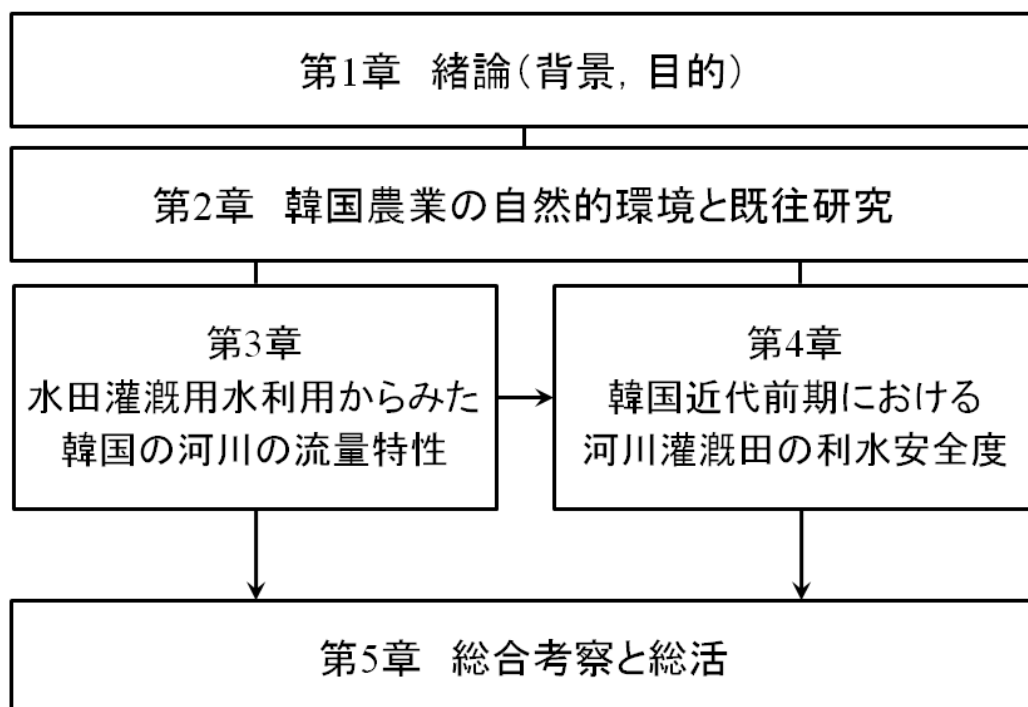 第1章 緒論(背景，目的)
第2章 韓国農業の自然的環境と既往研究
第3章
水田灌漑用水利用からみた
韓国の河川の流量特性
第4章
韓国近代前期における
河川灌漑田の利水安全度
第5章 総合考察と総活